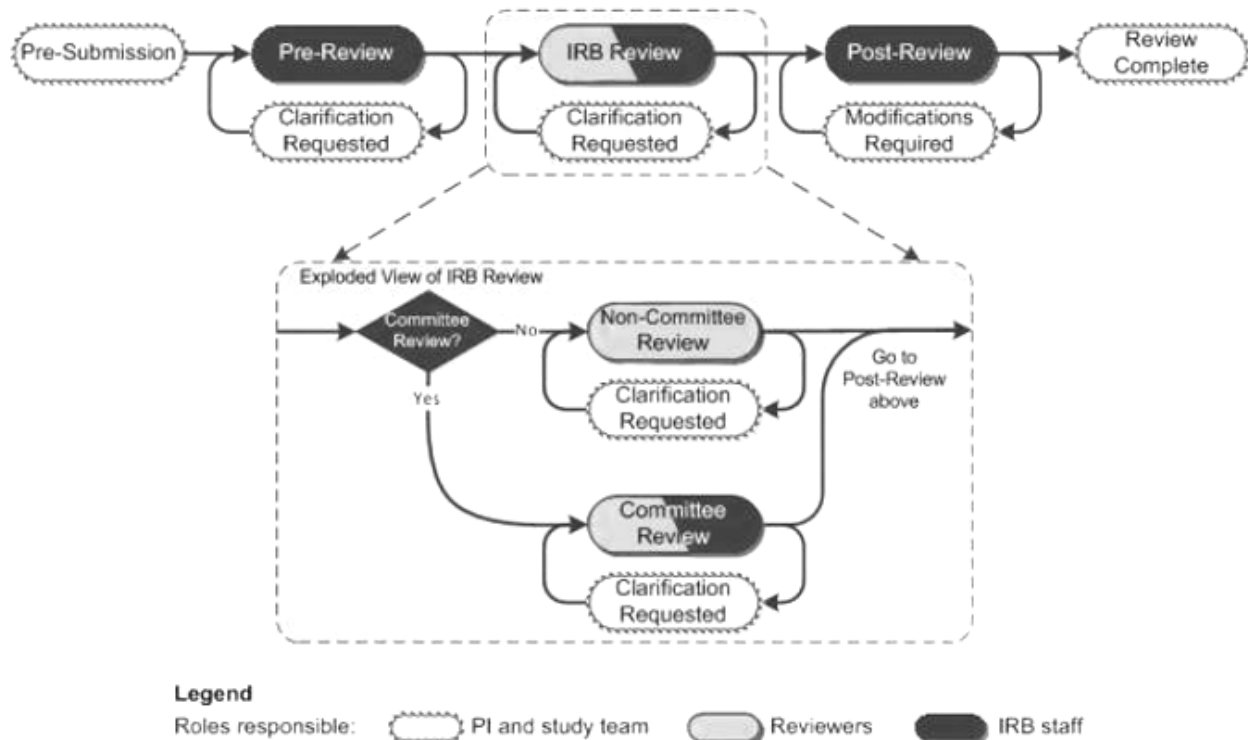 Pre-Submission
Pre-Review
IRB Review
Post-Review
Review
Complete
Clarification
Requested
Clarification
Requested
Modifications
Required
Exploded View of IRB Review
Committee
Review?
No
Non-Committee
Review
Yes
Clarification
Requested
Go to
Post-Review
above
Committee
Review
Clarification
Requested
Legend
Roles responsible:
PI and study team
Reviewers
IRB staff